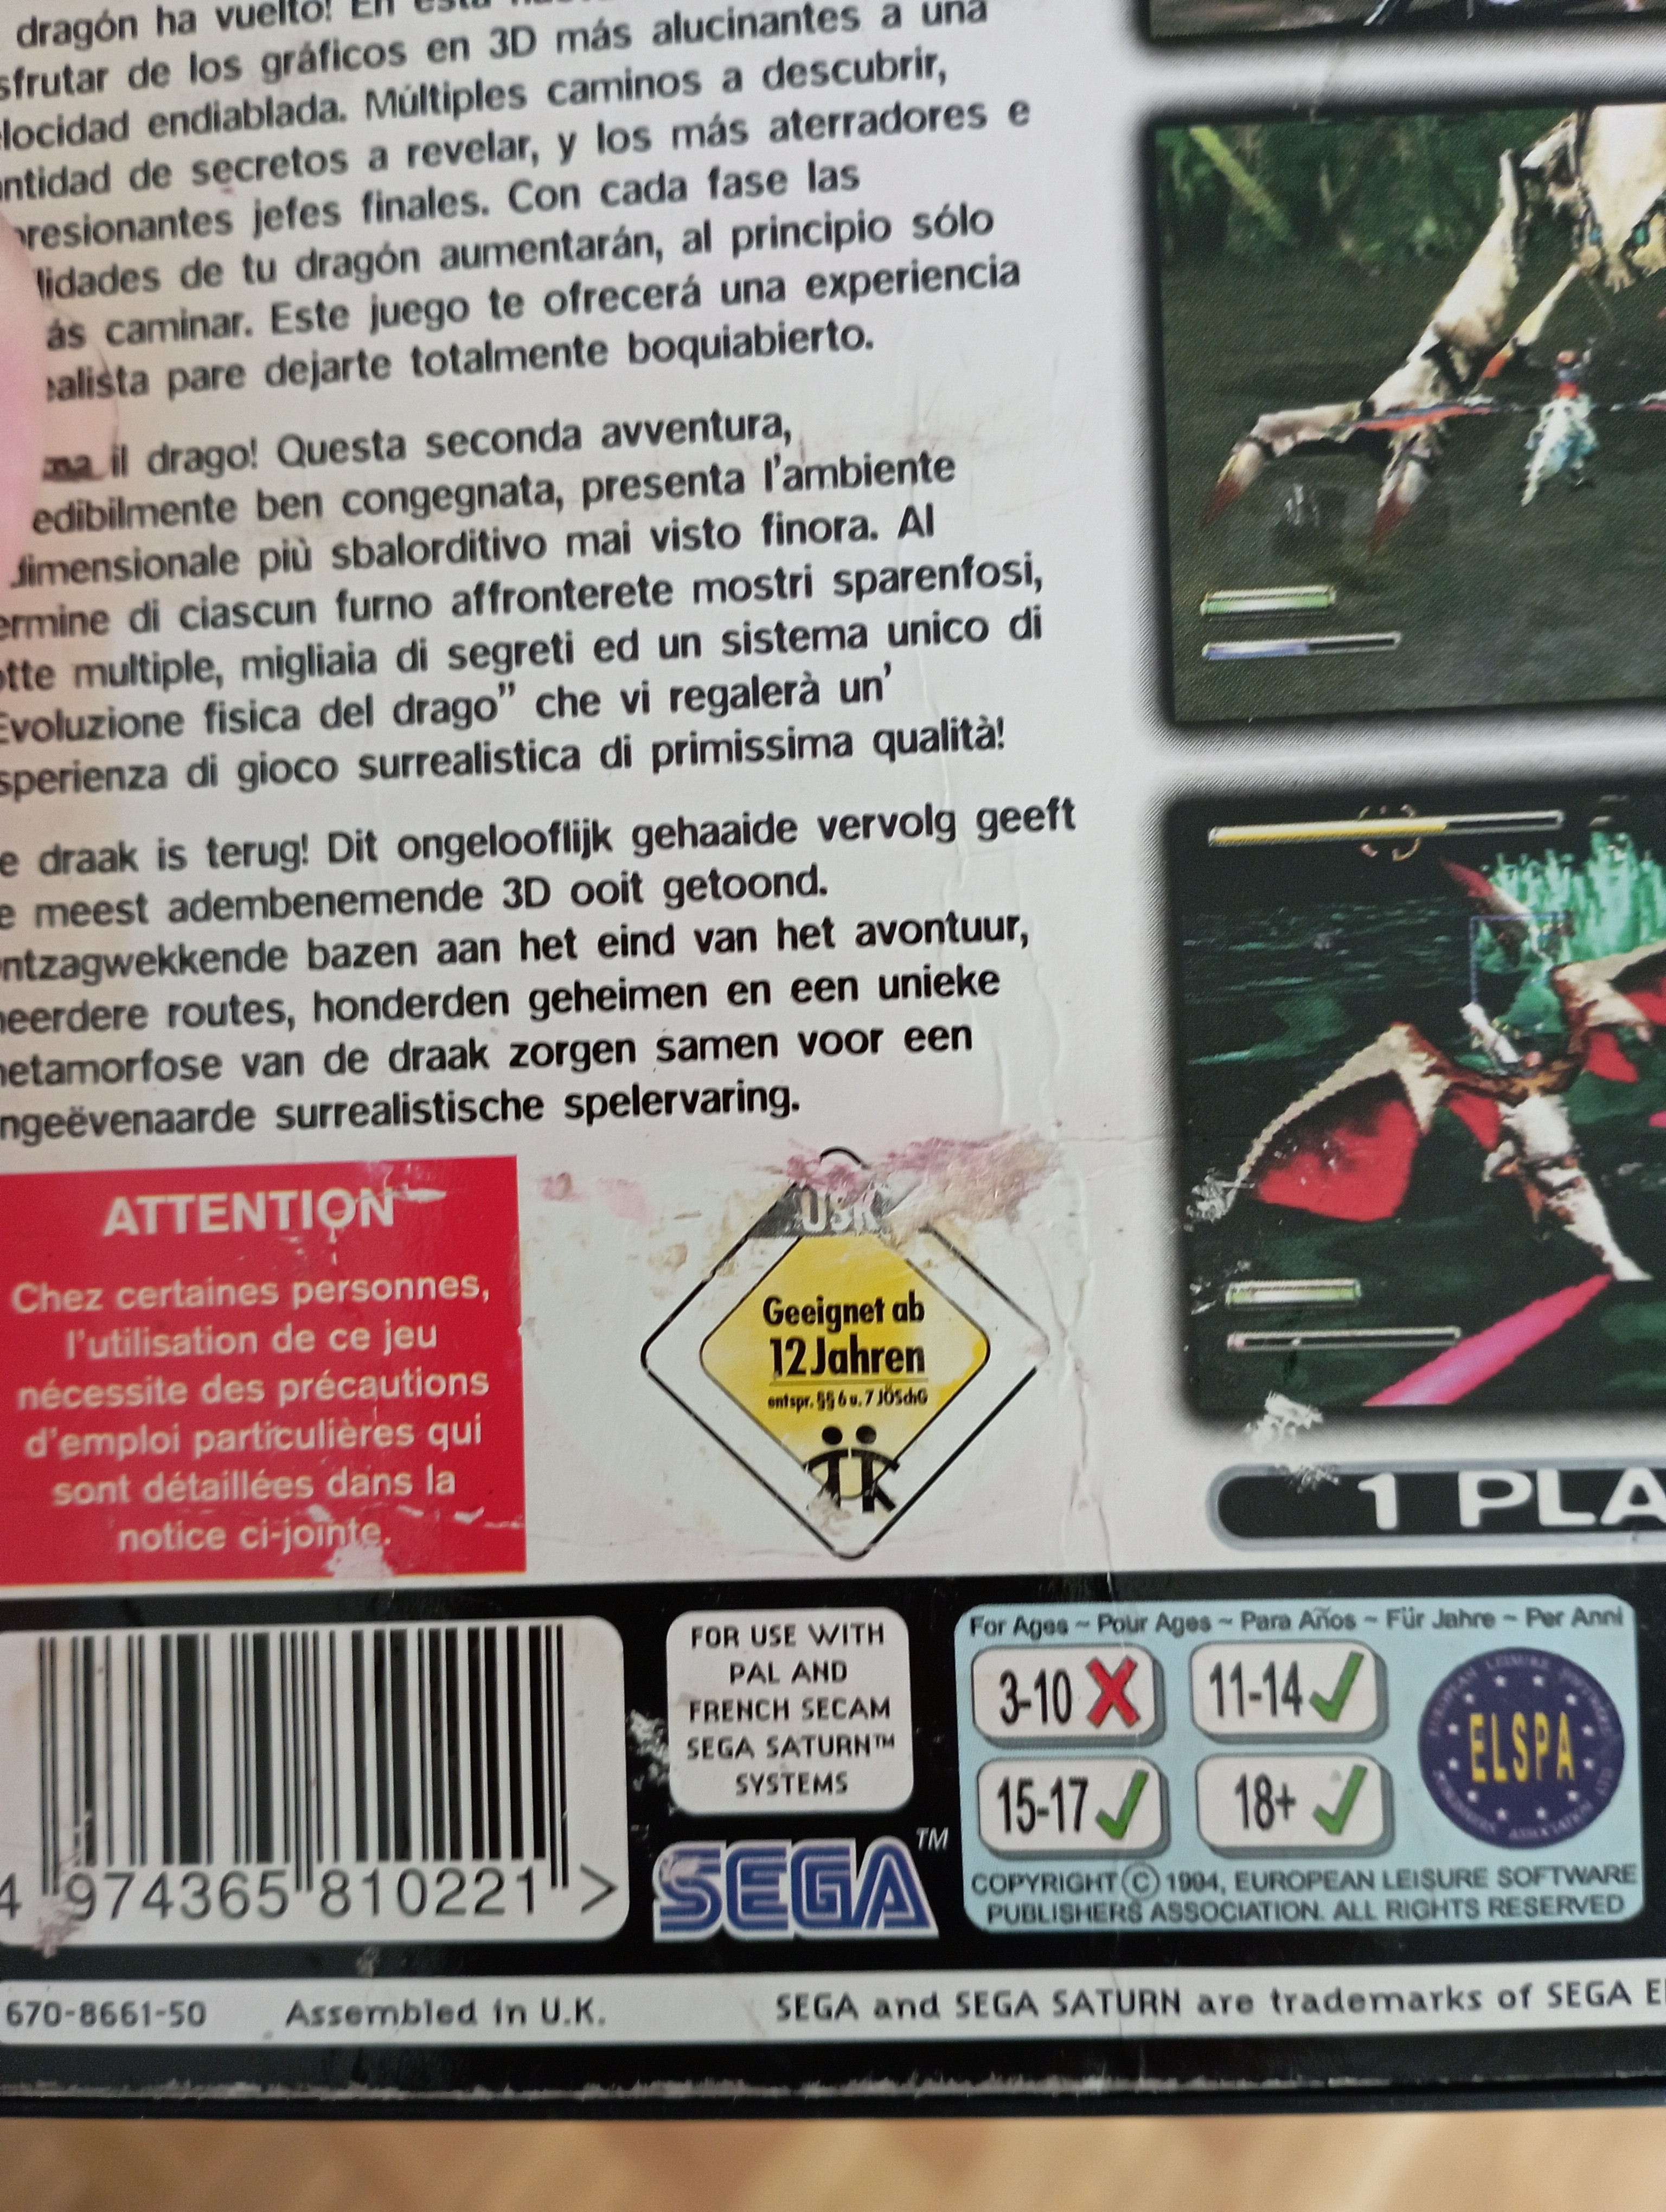 dragón ha vuelto! En esta
sfrutar de los gráficos en 3D más alucinantes a una
locidad endiablada. Múltiples caminos a descubrir,
ntidad de secretos a revelar, y los más aterradores e
presionantes jefes finales. Con cada fase las
lidades de tu dragón aumentarán, al principio sólo
ás caminar. Este juego te ofrecerá una experiencia
ealista pare dejarte totalmente boquiabierto.
il drago! Questa seconda avventura,
edibilmente ben congegnata, presenta l'ambiente
dimensionale più sbalorditivo mai visto finora. Al
ermine di ciascun furno affronterete mostri sparenfosi,
otte multiple, migliaia di segreti ed un sistema unico di
Evoluzione fisica del drago" che vi regalerà un'
sperienza di gioco surrealistica di primissima qualità!
e draak is terug! Dit ongelooflijk gehaaide vervolg geeft
e meest adembenemende 3D ooit getoond.
ntzagwekkende bazen aan het eind van het avontuur,
eerdere routes, honderden geheimen en een unieke
netamorfose van de draak zorgen samen voor een
ngeëvenaarde surrealistische spelervaring.
ATTENTION
Chez certaines personnes,
l'utilisation de ce jeu
nécessite des précautions
d'emploi particulières qui
sont détaillées dans la
notice ci-jointe.
USK
Geeignet ab
12 Jahren
entspr. §§ 6 u. 7 JÖSchG
1 PLA
4 974365 810221 >
FOR USE WITH
PAL AND
FRENCH SECAM
SEGA SATURN™
SYSTEMS
SEGA™
For Ages ~ Pour Ages ~ Para Años ~ Für Jahre ~ Per Anni
3-10
11-14
15-17
18+
ELSPA
COPYRIGHT © 1994, EUROPEAN LEISURE SOFTWARE
PUBLISHERS ASSOCIATION. ALL RIGHTS RESERVED
670-8661-50 Assembled in U.K. SEGA and SEGA SATURN are trademarks of SEGA E